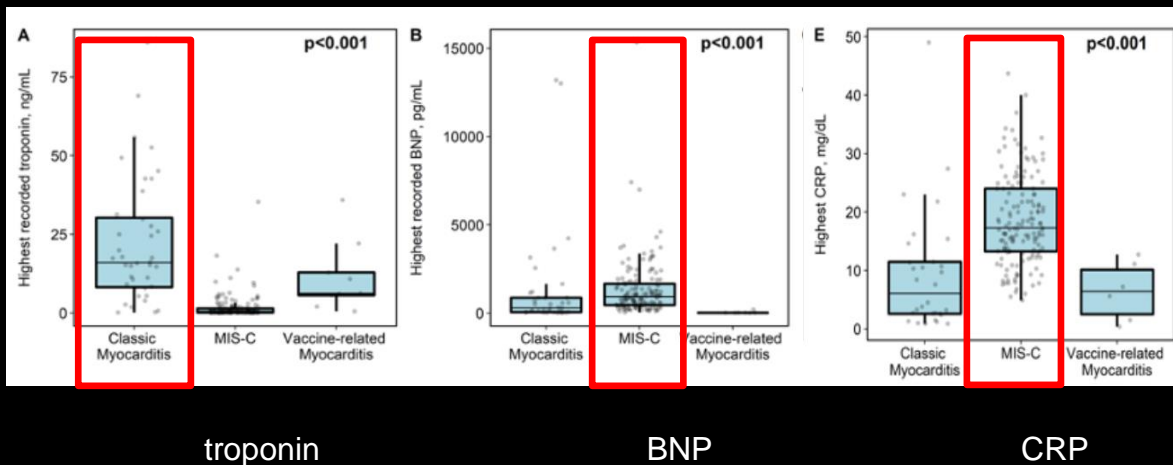 A
p<0.001
Highest recorded troponin, ng/mL
75
50
25
0
Classic
Myocarditis
MIS-C
Vaccine-related
Myocarditis
B
p<0.001
Highest recorded BNP, pg/mL
15000
10000
5000
0
Classic
Myocarditis
MIS-C
Vaccine-related
Myocarditis
E
p<0.001
Highest CRP, mg/dL
50
40
30
20
10
0
Classic
Myocarditis
MIS-C
Vaccine-related
Myocarditis
troponin
BNP
CRP